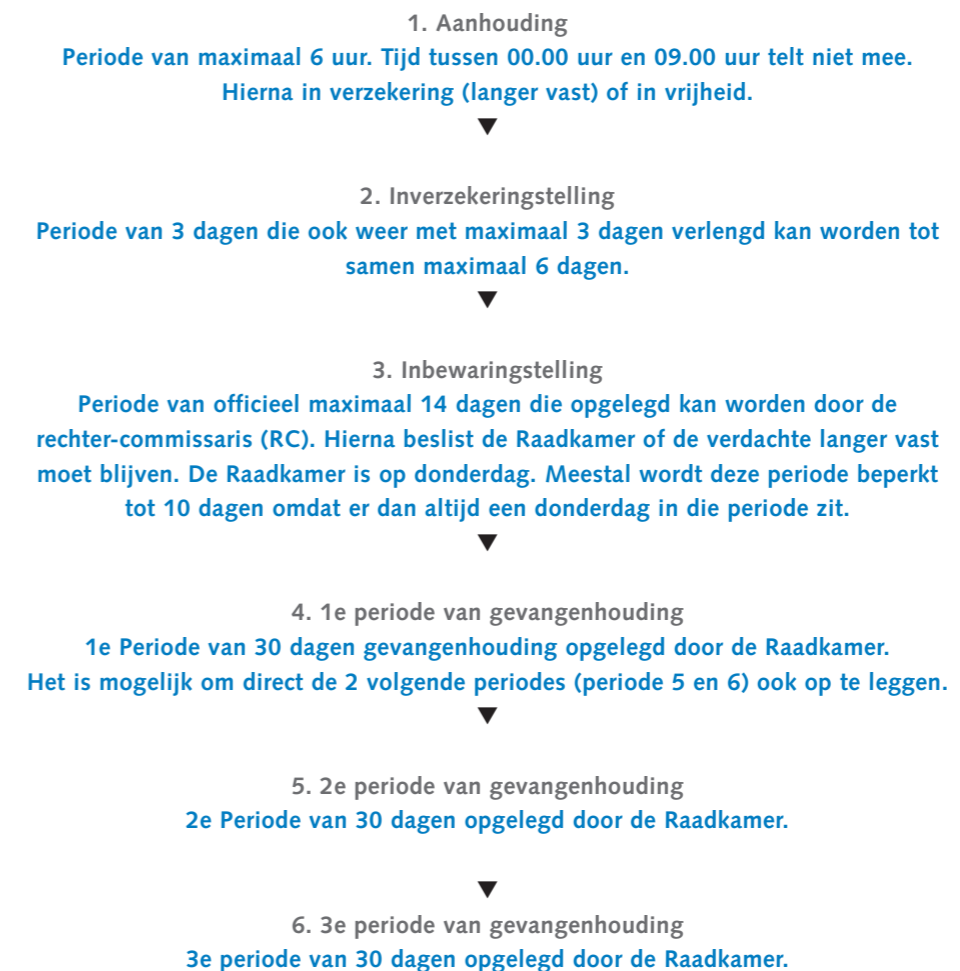 1. Aanhouding
Periode van maximaal 6 uur. Tijd tussen 00.00 uur en 09.00 uur telt niet mee.
Hierna in verzekering (langer vast) of in vrijheid.
2. Inverzekeringstelling
Periode van 3 dagen die ook weer met maximaal 3 dagen verlengd kan worden tot
samen maximaal 6 dagen.
3. Inbewaringstelling
Periode van officieel maximaal 14 dagen die opgelegd kan worden door de
rechter-commissaris (RC). Hierna beslist de Raadkamer of de verdachte langer vast
moet blijven. De Raadkamer is op donderdag. Meestal wordt deze periode beperkt
tot 10 dagen omdat er dan altijd een donderdag in die periode zit.
4. 1e periode van gevangenhouding
1e Periode van 30 dagen gevangenhouding opgelegd door de Raadkamer.
Het is mogelijk om direct de 2 volgende periodes (periode 5 en 6) ook op te leggen.
5. 2e periode van gevangenhouding
2e Periode van 30 dagen opgelegd door de Raadkamer.
6. 3e periode van gevangenhouding
3e periode van 30 dagen opgelegd door de Raadkamer.